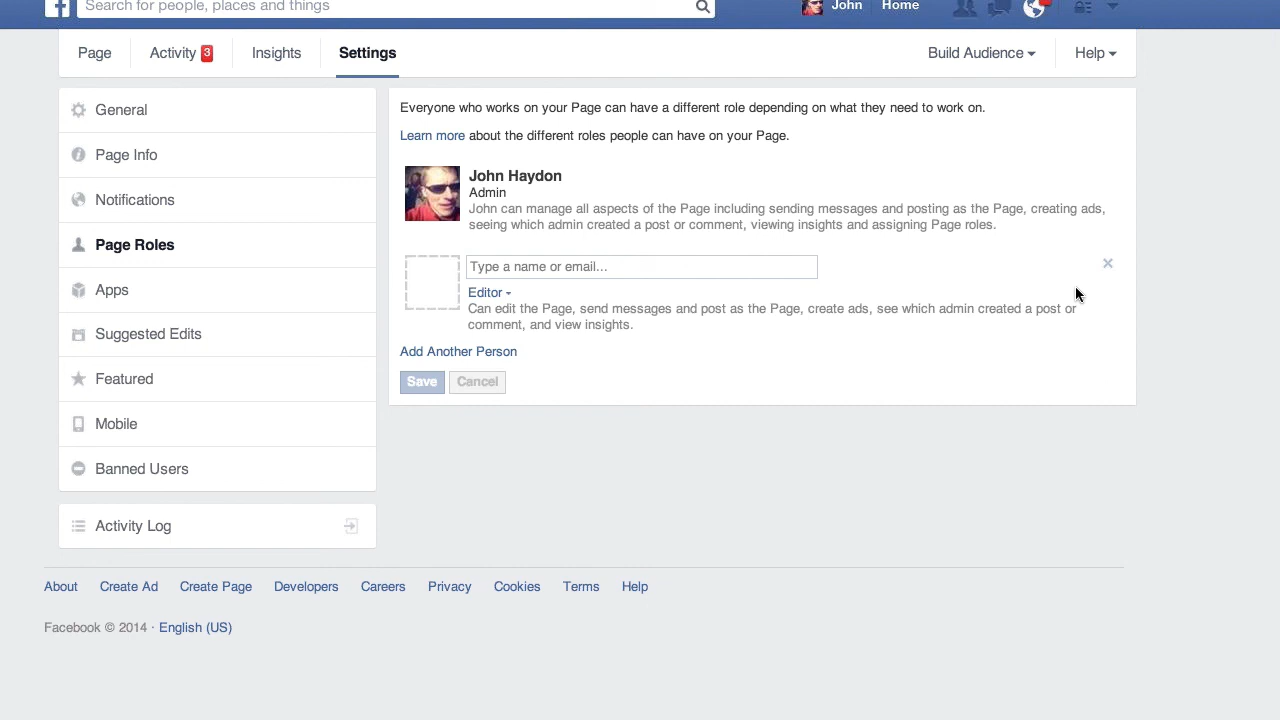 Search for people, places and things
John
Home
Page
Activity 3
Insights
Settings
Build Audience
Help
General
Page Info
Notifications
Page Roles
Apps
Suggested Edits
Featured
Mobile
Banned Users
Activity Log
Everyone who works on your Page can have a different role depending on what they need to work on.
Learn more about the different roles people can have on your Page.
John Haydon
Admin
John can manage all aspects of the Page including sending messages and posting as the Page, creating ads,
seeing which admin created a post or comment, viewing insights and assigning Page roles.
Type a name or email...
Editor
Can edit the Page, send messages and post as the Page, create ads, see which admin created a post or
comment, and view insights.
Add Another Person
Save Cancel
About Create Ad Create Page Developers Careers Privacy Cookies Terms Help
Facebook © 2014 · English (US)